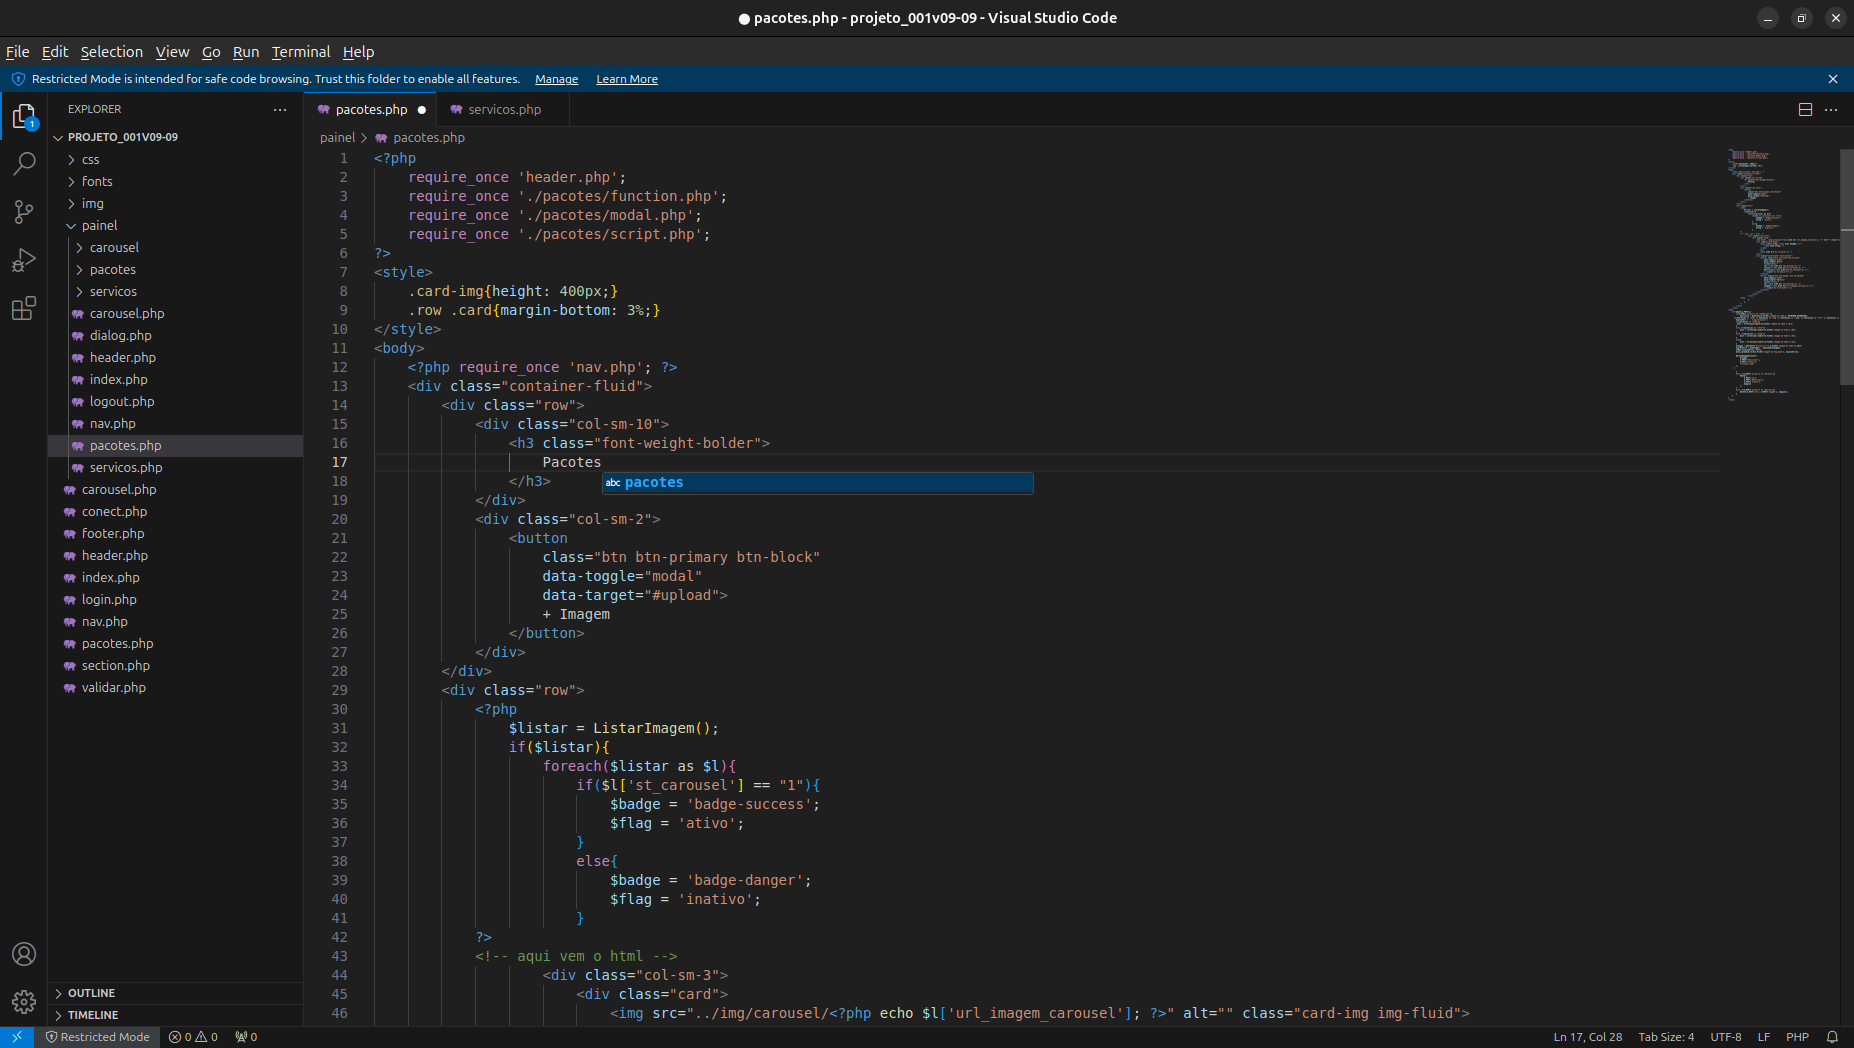 pacotes.php - projeto_001v09-09 - Visual Studio Code
File Edit Selection View Go Run Terminal Help
Restricted Mode is intended for safe code browsing. Trust this folder to enable all features. Manage Learn More
EXPLORER
PROJETO_001V09-09
css
fonts
img
painel
carousel
pacotes
servicos
carousel.php
dialog.php
header.php
index.php
logout.php
nav.php
pacotes.php
servicos.php
carousel.php
conect.php
footer.php
header.php
index.php
login.php
nav.php
pacotes.php
section.php
validar.php
OUTLINE
TIMELINE
pacotes.php servicos.php
painel pacotes.php
1 <?php
2 require_once 'header.php';
3 require_once './pacotes/function.php';
4 require_once './pacotes/modal.php';
5 require_once './pacotes/script.php';
6 ?>
7 <style>
8 .card-img{height: 400px;}
9 .row .card{margin-bottom: 3%;}
10 </style>
11 <body>
12 <?php require_once 'nav.php'; ?>
13 <div class="container-fluid">
14 <div class="row">
15 <div class="col-sm-10">
16 <h3 class="font-weight-bolder">
17 Pacotes
18 </h3>
abc pacotes
19 </div>
20 <div class="col-sm-2">
21 <button
22 class="btn btn-primary btn-block"
23 data-toggle="modal"
24 data-target="#upload">
25 + Imagem
26 </button>
27 </div>
28 </div>
29 <div class="row">
30 <?php
31 $listar = ListarImagem();
32 if($listar){
33 foreach($listar as $l){
34 if($l['st_carousel'] == "1"){
35 $badge = 'badge-success';
36 $flag = 'ativo';
37 }
38 else{
39 $badge = 'badge-danger';
40 $flag = 'inativo';
41 }
42 ?>
43 <!-- aqui vem o html -->
44 <div class="col-sm-3">
45 <div class="card">
46 <img src="../img/carousel/<?php echo $l['url_imagem_carousel']; ?>" alt="" class="card-img img-fluid">
1
Restricted Mode 0 0 0 Ln 17, Col 28 Tab Size: 4 UTF-8 LF PHP